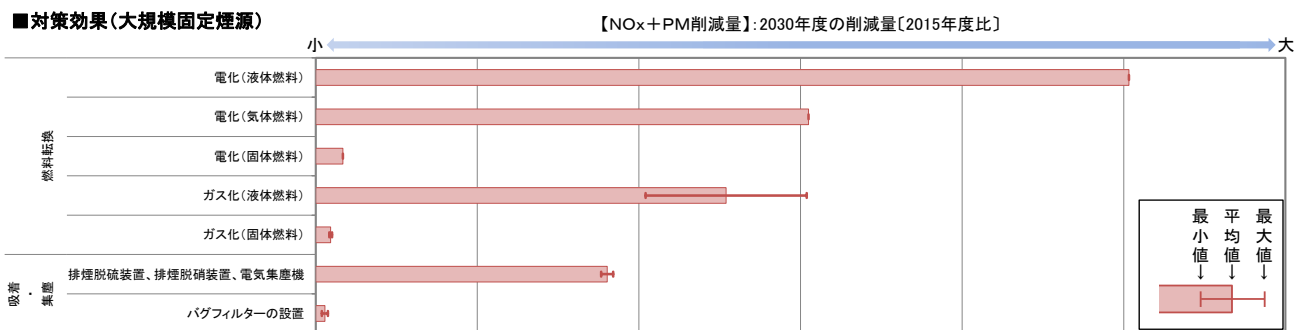 ■対策効果(大規模固定煙源)
【NOx+PM削減量】:2030年度の削減量〔2015年度比〕
小
大
燃料転換
電化(液体燃料)
電化(気体燃料)
電化(固体燃料)
ガス化(液体燃料)
ガス化(固体燃料)
吸着・集塵
排煙脱硫装置、排煙脱硝装置、電気集塵機
バグフィルターの設置
最小値→
平均値→
最大値→